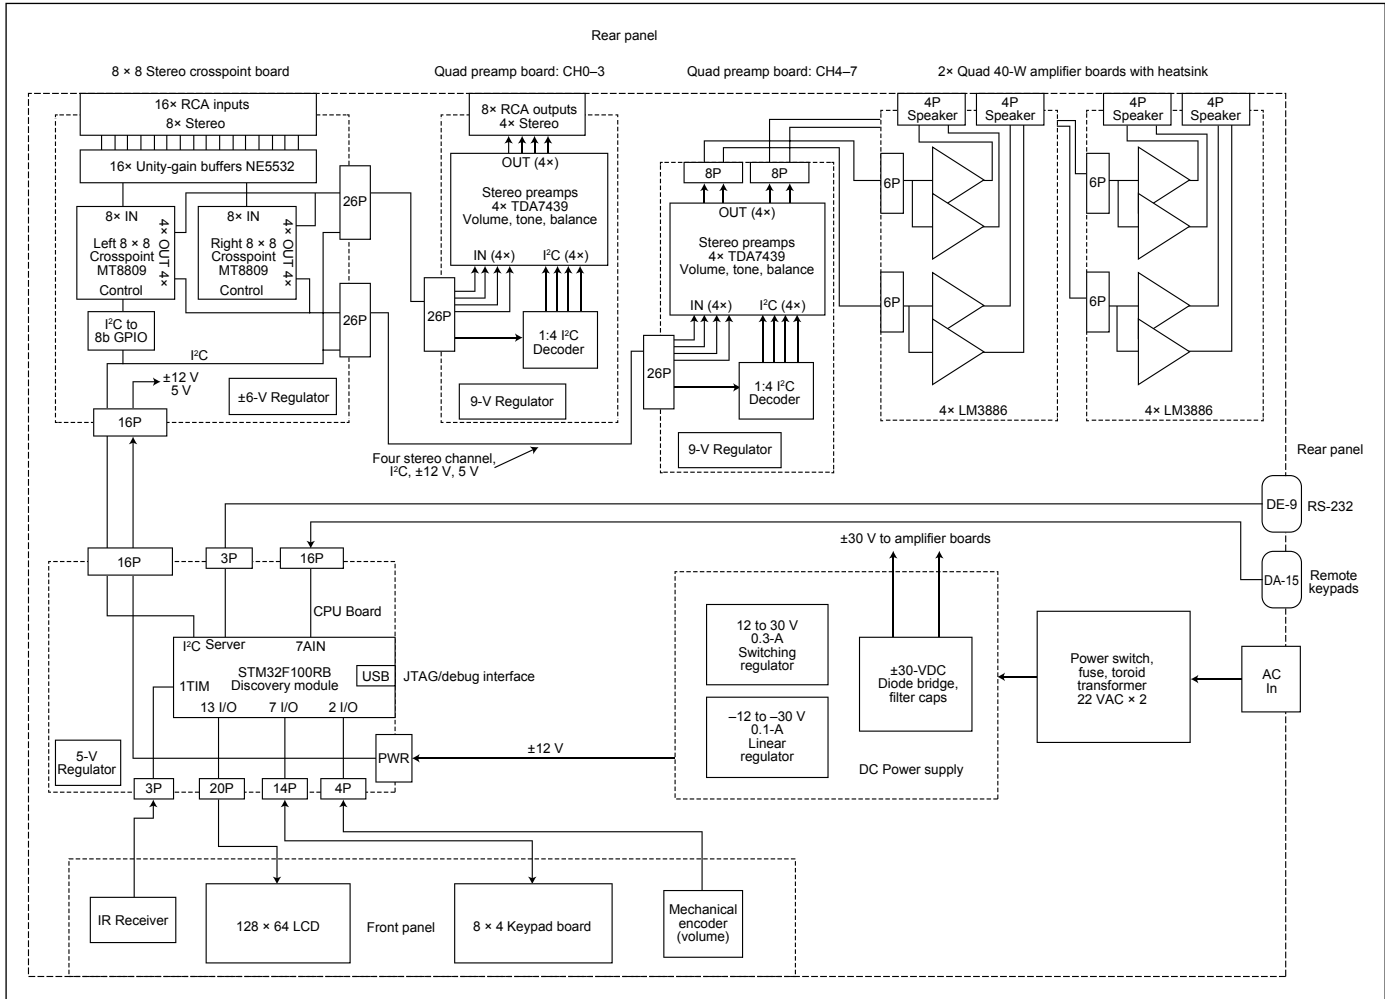 Rear panel
8 × 8 Stereo crosspoint board
Quad preamp board: CH0–3
Quad preamp board: CH4–7
2× Quad 40-W amplifier boards with heatsink
16× RCA inputs
8× Stereo
16× Unity-gain buffers NE5532
8× IN
Left 8 × 8
Crosspoint
MT8809
Control
4× OUT 4×
8× IN
Right 8 × 8
Crosspoint
MT8809
Control
4× OUT 4×
I²C to
8b GPIO
I²C
±12 V
5 V
±6-V Regulator
26P
26P
16P
8× RCA outputs
4× Stereo
OUT (4×)
Stereo preamps
4× TDA7439
Volume, tone, balance
IN (4×)
I²C (4×)
26P
1:4 I²C
Decoder
9-V Regulator
Four stereo channel,
I²C, ±12 V, 5 V
8P
8P
OUT (4×)
Stereo preamps
4× TDA7439
Volume, tone, balance
IN (4×)
I²C (4×)
26P
1:4 I²C
Decoder
9-V Regulator
4P
Speaker
4P
Speaker
6P
6P
4× LM3886
4P
Speaker
4P
Speaker
6P
6P
4× LM3886
Rear panel
DE-9
RS-232
DA-15
Remote
keypads
AC
In
16P
3P
16P
CPU Board
I²C Server
7AIN
STM32F100RB
Discovery module
USB
JTAG/debug interface
1TIM
13 I/O
7 I/O
2 I/O
5-V
Regulator
PWR
±12 V
3P
20P
14P
4P
±30 V to amplifier boards
12 to 30 V
0.3-A
Switching
regulator
–12 to –30 V
0.1-A
Linear
regulator
±30-VDC
Diode bridge,
filter caps
DC Power supply
Power switch,
fuse, toroid
transformer
22 VAC × 2
IR Receiver
128 × 64 LCD
Front panel
8 × 4 Keypad board
Mechanical
encoder
(volume)